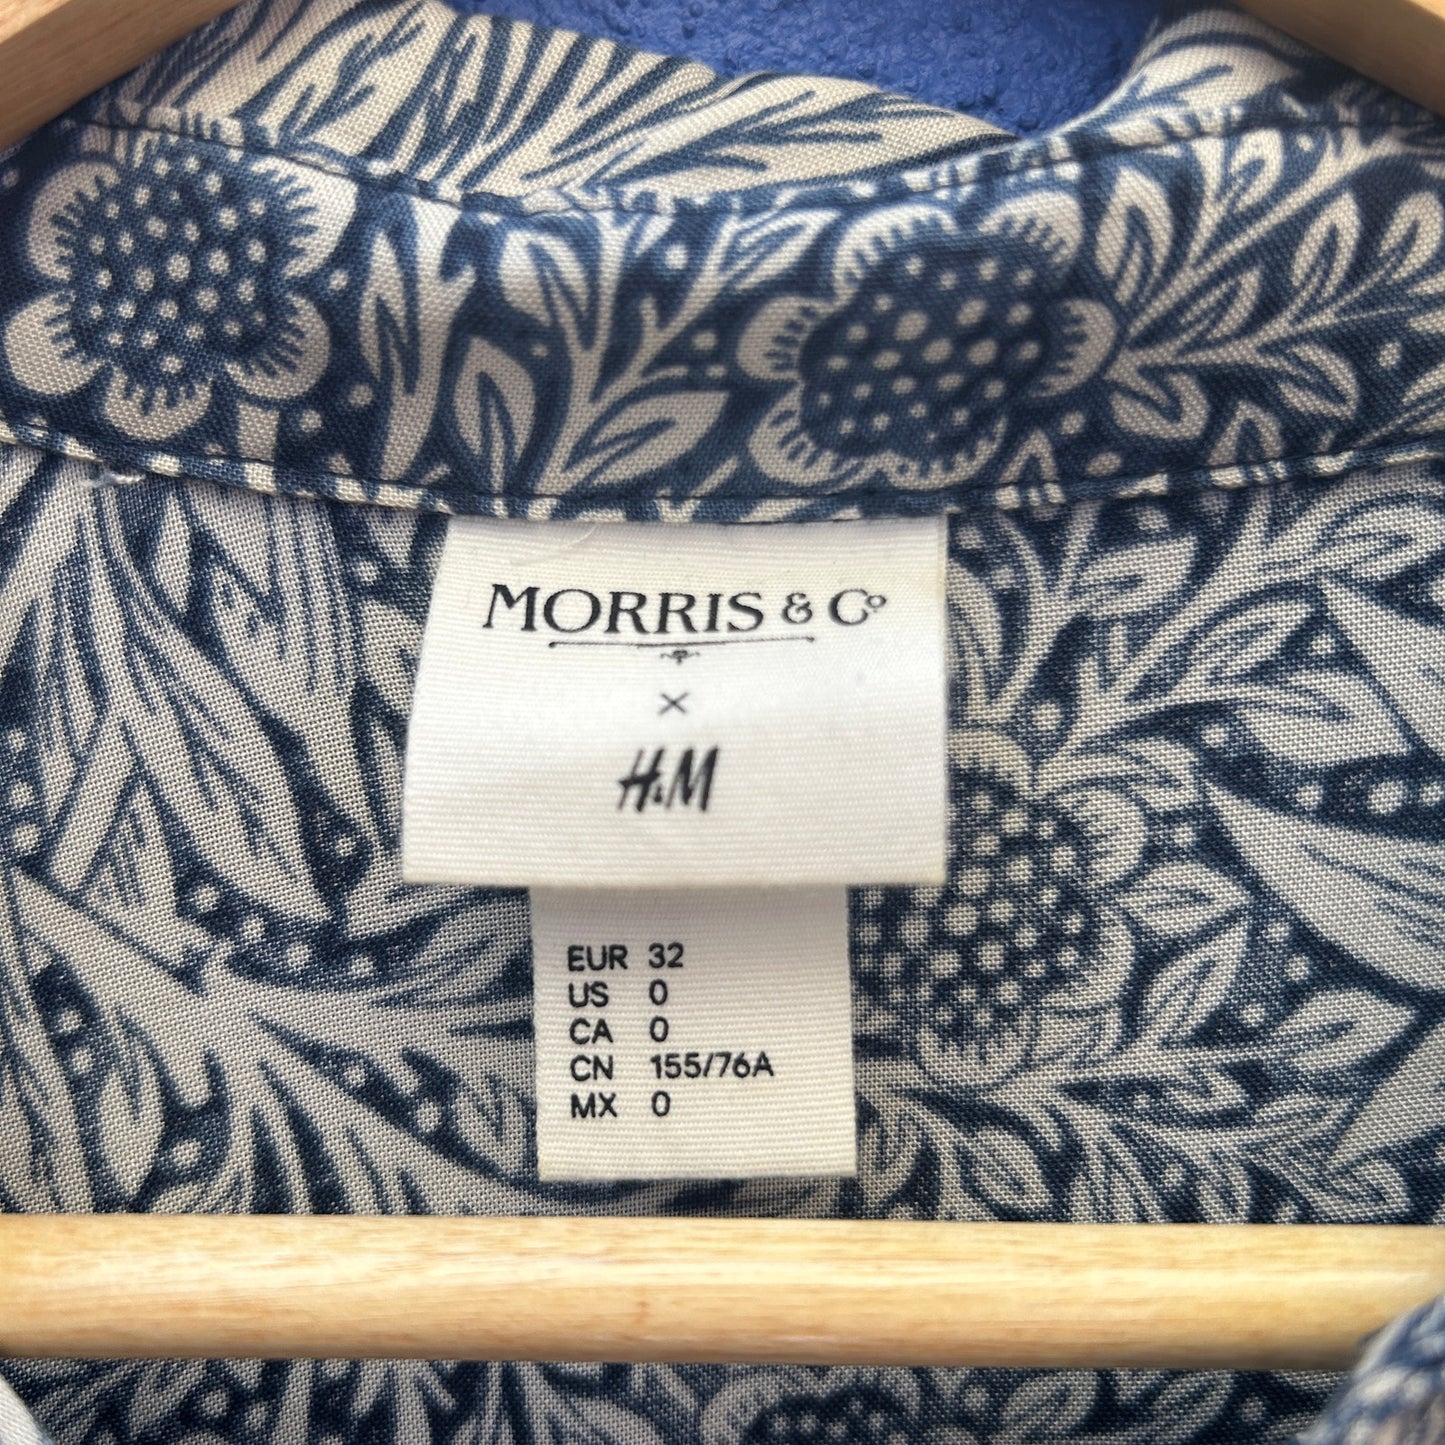 MORRIS & Cº
×
H&M
EUR 32
US 0
CA 0
CN 155/76A
MX 0